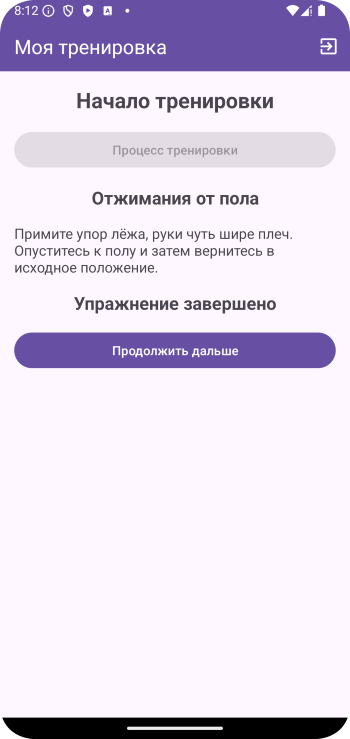 8:12
Моя тренировка
Начало тренировки
Процесс тренировки
Отжимания от пола
Примите упор лёжа, руки чуть шире плеч.
Опуститесь к полу и затем вернитесь в
исходное положение.
Упражнение завершено
Продолжить дальше